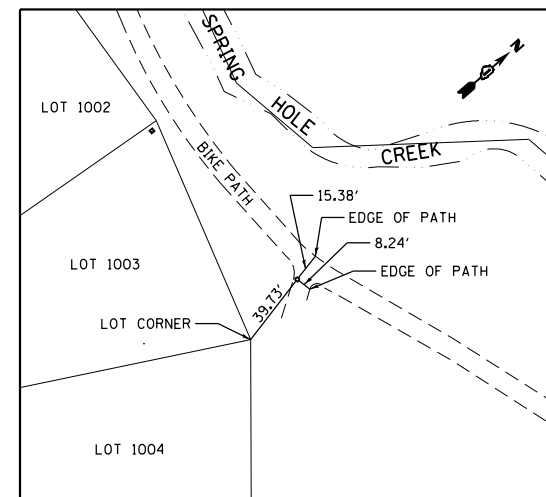 SPRING
HOLE
CREEK
N
LOT 1002
BIKE PATH
15.38'
EDGE OF PATH
8.24'
EDGE OF PATH
LOT 1003
39.73'
LOT CORNER
LOT 1004